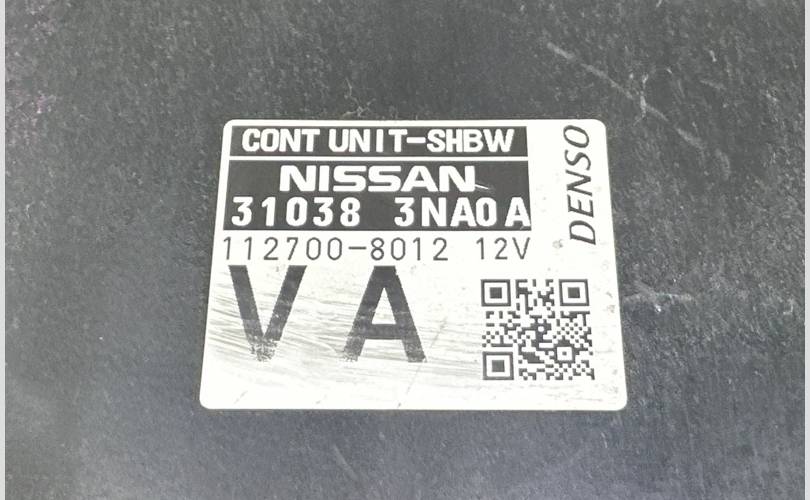 CONT UNIT-SHBW
NISSAN
31038 3NA0A
112700-8012 12V
VA
DENSO